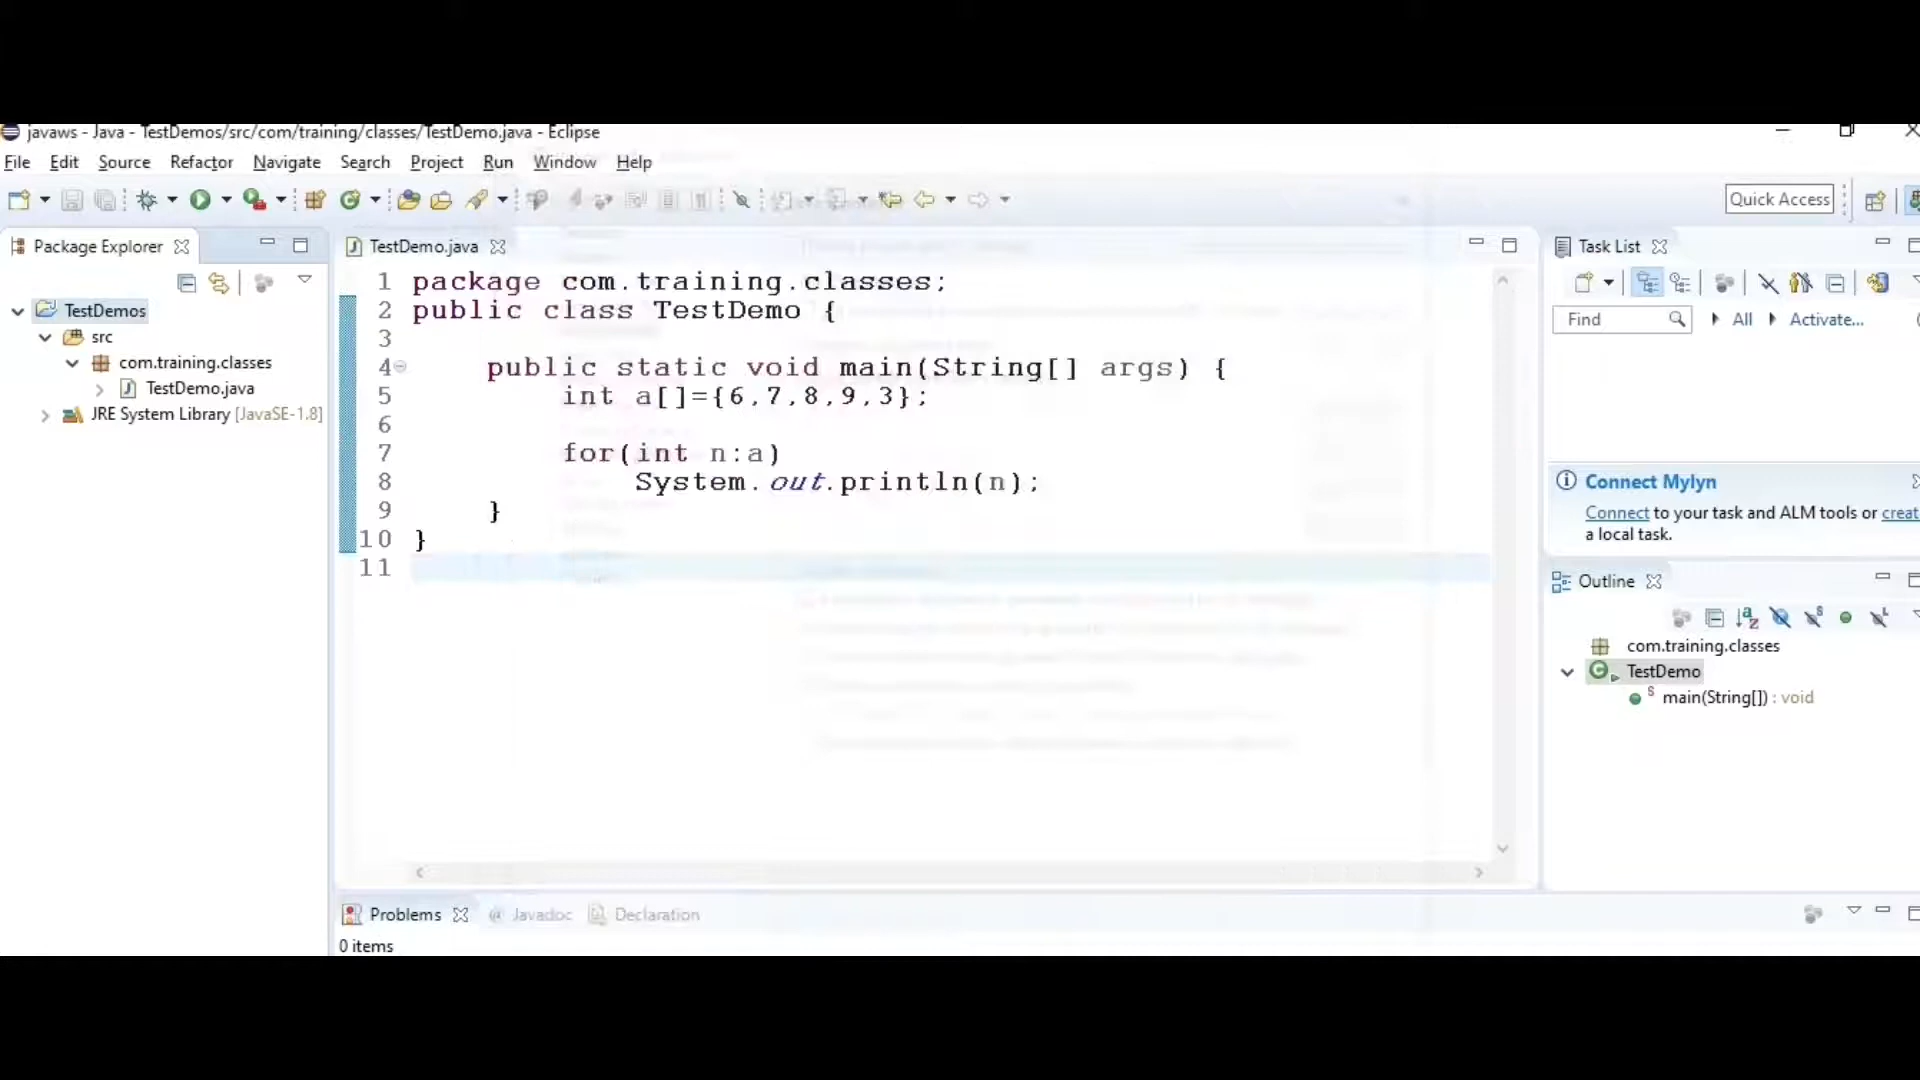 javaws - Java - TestDemos/src/com/training/classes/TestDemo.java - Eclipse
File Edit Source Refactor Navigate Search Project Run Window Help
Quick Access
Package Explorer
TestDemos
src
com.training.classes
TestDemo.java
JRE System Library [JavaSE-1.8]
TestDemo.java
1 package com.training.classes;
2 public class TestDemo {
3
4 public static void main(String[] args) {
5 int a[]={6,7,8,9,3};
6
7 for(int n:a)
8 System.out.println(n);
9 }
10 }
11
Task List
Find All Activate...
Connect Mylyn
Connect to your task and ALM tools or creat
a local task.
Outline
com.training.classes
TestDemo
main(String[]) : void
Problems @ Javadoc Declaration
0 items